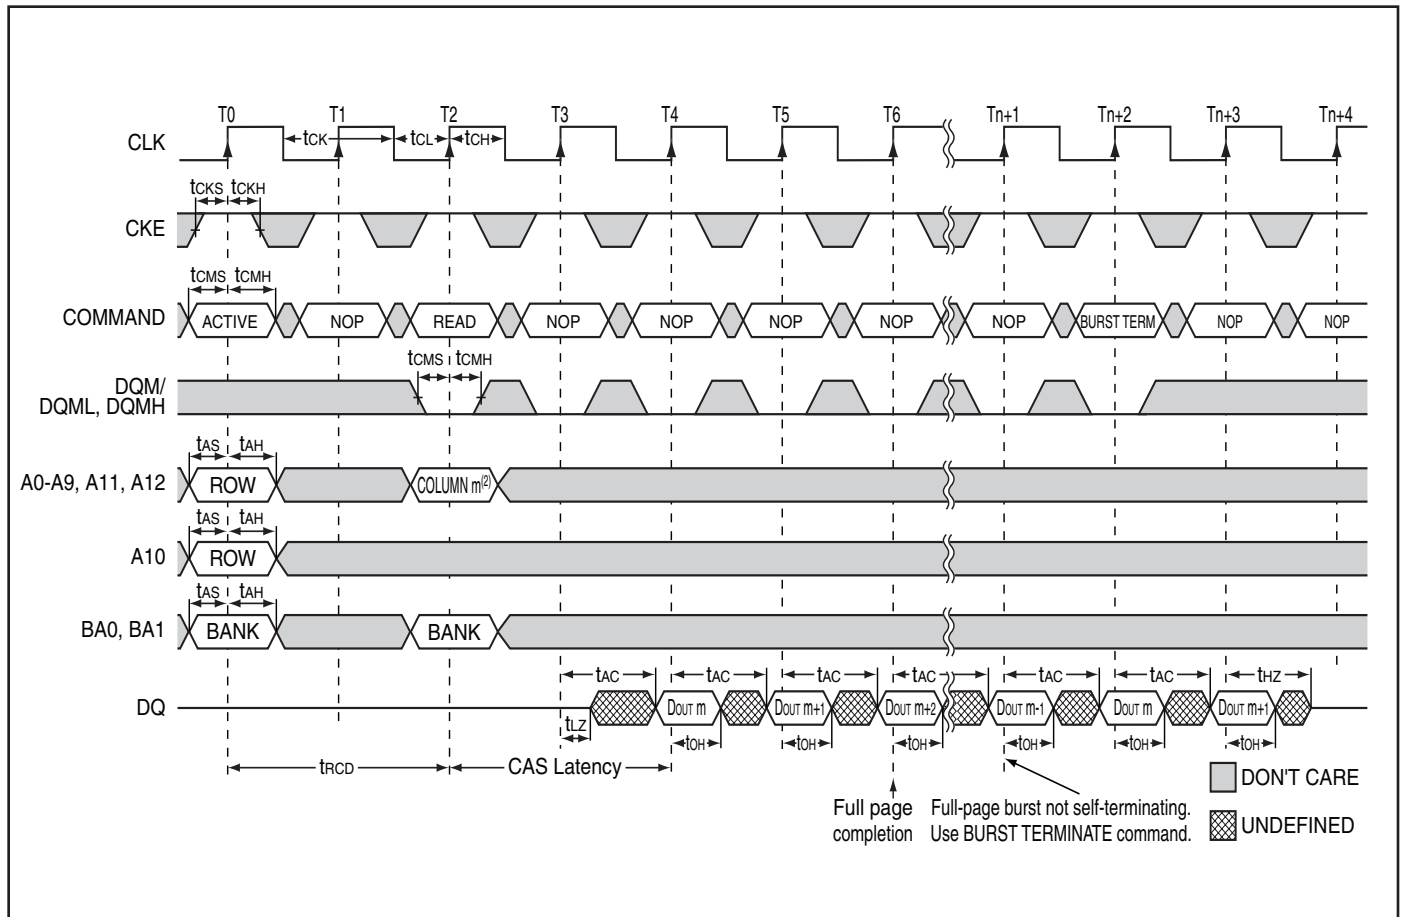 T0 T1 T2 T3 T4 T5 T6 Tn+1 Tn+2 Tn+3 Tn+4
CLK tCK tCL tCH
tCKS tCKH
CKE
tCMS tCMH
COMMAND ACTIVE NOP READ NOP NOP NOP NOP NOP BURST TERM NOP NOP
tCMS tCMH
DQM/
DQML, DQMH
tAS tAH
A0-A9, A11, A12 ROW COLUMN m(2)
tAS tAH
A10 ROW
tAS tAH
BA0, BA1 BANK BANK
tAC tAC tAC tAC tAC tAC tHZ
DQ DOUT m DOUT m+1 DOUT m+2 DOUT m-1 DOUT m DOUT m+1
tLZ tOH tOH tOH tOH tOH tOH
tRCD CAS Latency
DON'T CARE
Full page
completion
Full-page burst not self-terminating.
Use BURST TERMINATE command.
UNDEFINED